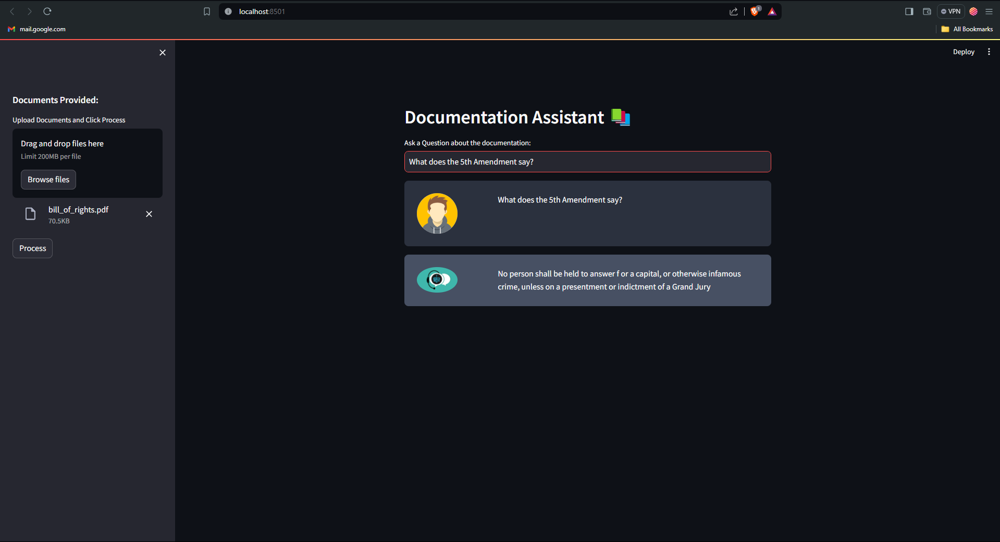 localhost:8501
1
VPN
mail.google.com
All Bookmarks
Deploy
Documents Provided:
Upload Documents and Click Process
Drag and drop files here
Limit 200MB per file
Browse files
bill_of_rights.pdf
70.5KB
Process
Documentation Assistant
Ask a Question about the documentation:
What does the 5th Amendment say?
What does the 5th Amendment say?
No person shall be held to answer f or a capital, or otherwise infamous
crime, unless on a presentment or indictment of a Grand Jury